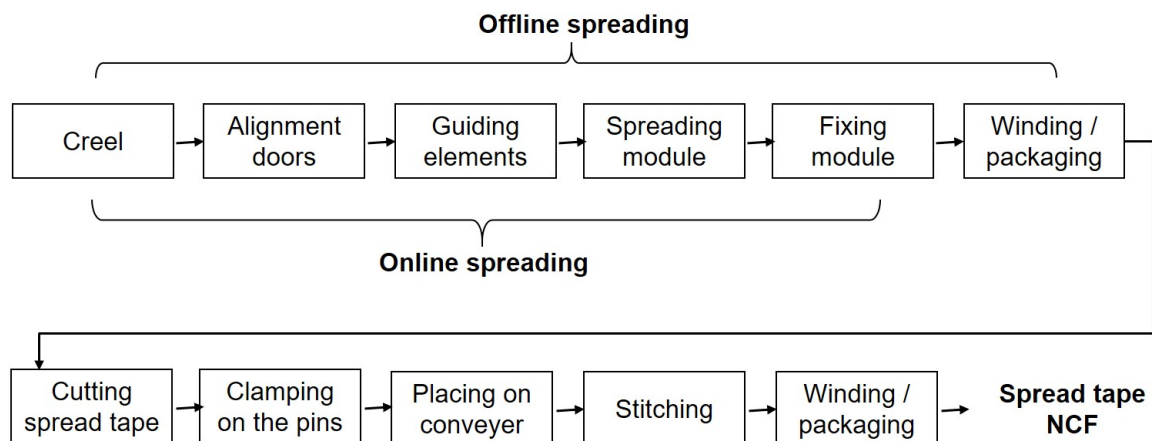 Offline spreading
Creel
Alignment
doors
Guiding
elements
Spreading
module
Fixing
module
Winding /
packaging
Online spreading
Cutting
spread tape
Clamping
on the pins
Placing on
conveyer
Stitching
Winding /
packaging
Spread tape
NCF